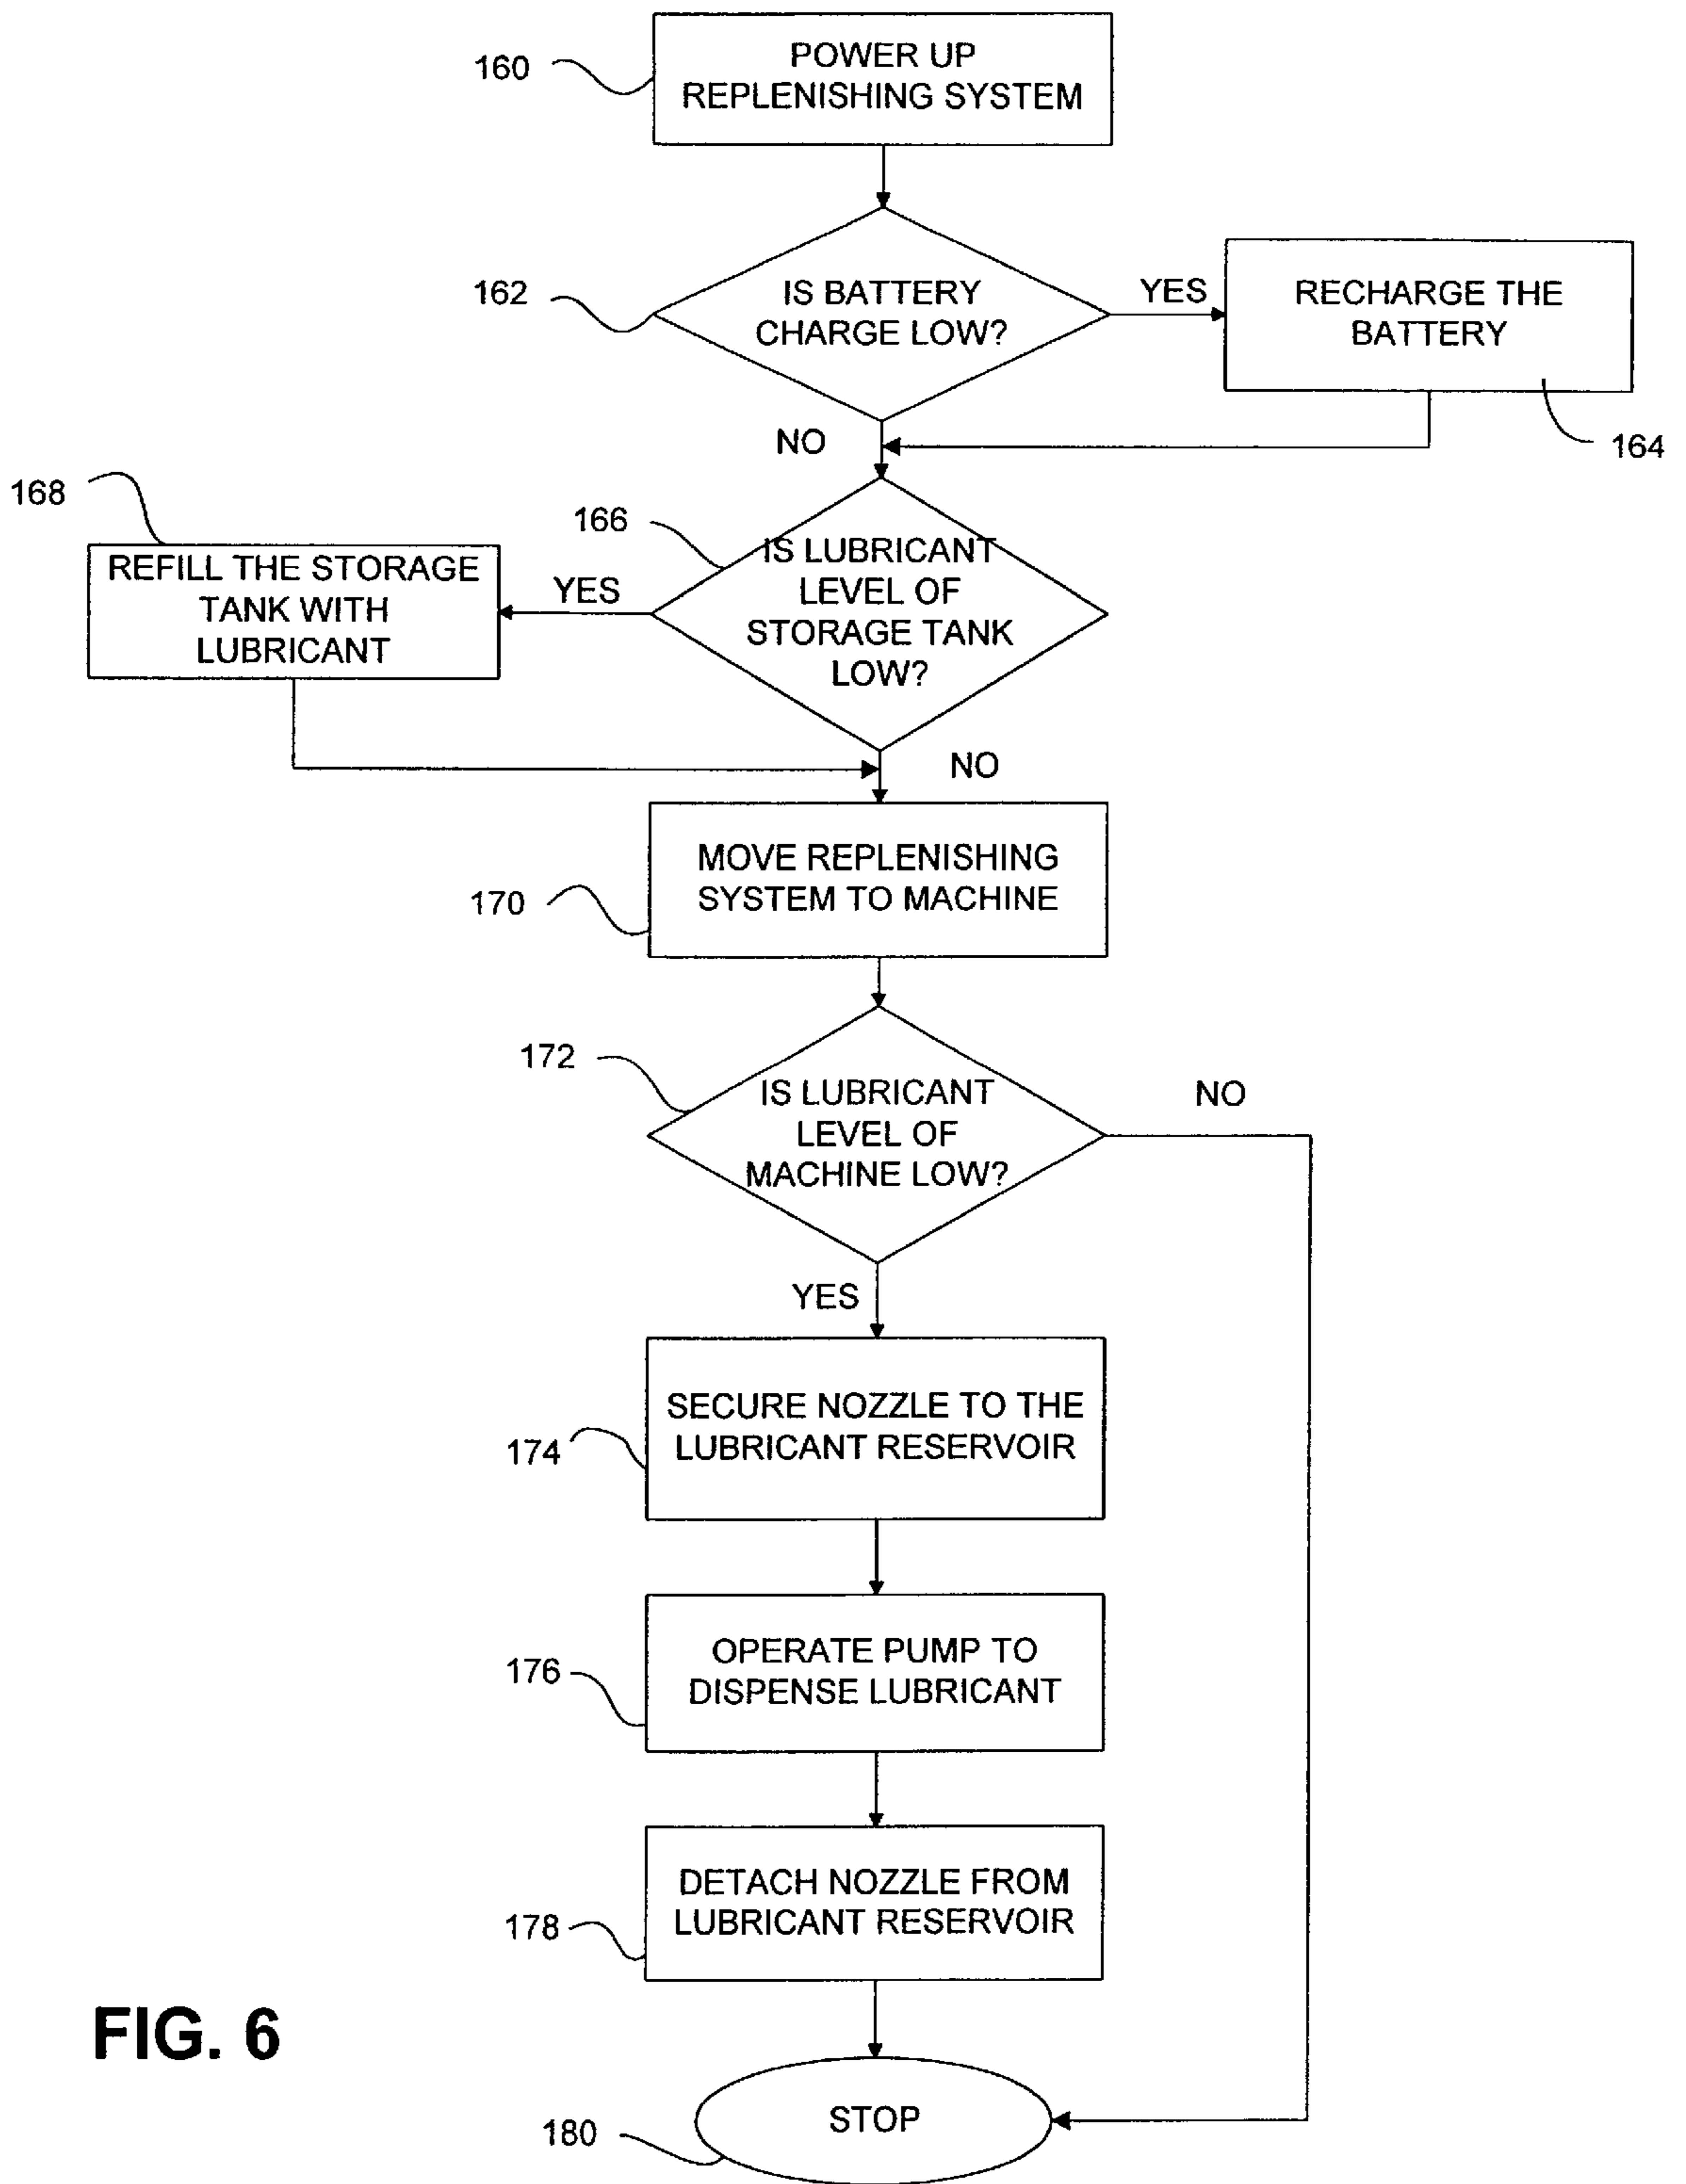 160
POWER UP
REPLENISHING SYSTEM
162
IS BATTERY
CHARGE LOW?
YES
RECHARGE THE
BATTERY
164
NO
168
166
REFILL THE STORAGE
TANK WITH
LUBRICANT
YES
IS LUBRICANT
LEVEL OF
STORAGE TANK
LOW?
NO
170
MOVE REPLENISHING
SYSTEM TO MACHINE
172
IS LUBRICANT
LEVEL OF
MACHINE LOW?
NO
YES
174
SECURE NOZZLE TO THE
LUBRICANT RESERVOIR
176
OPERATE PUMP TO
DISPENSE LUBRICANT
178
DETACH NOZZLE FROM
LUBRICANT RESERVOIR
FIG. 6
180
STOP